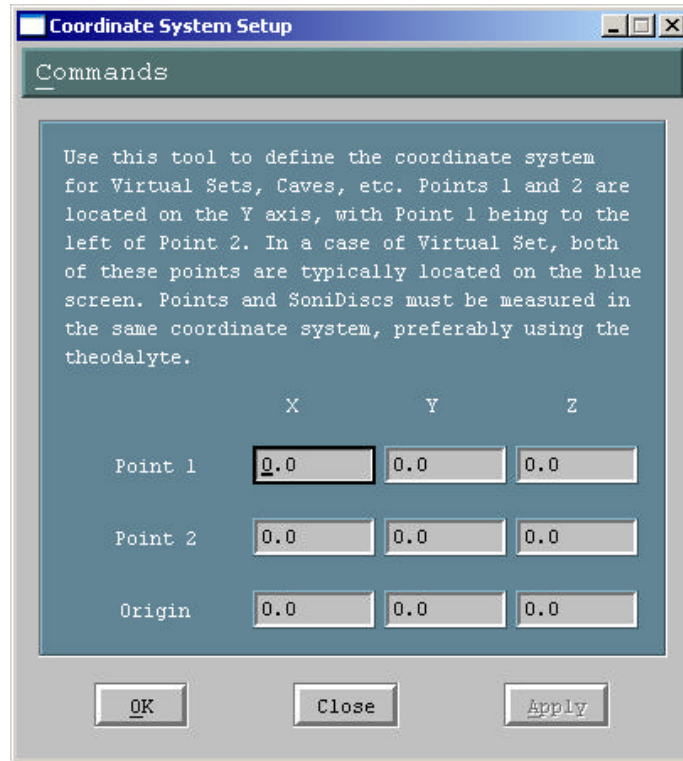 Coordinate System Setup
Commands
Use this tool to define the coordinate system
for Virtual Sets, Caves, etc. Points 1 and 2 are
located on the Y axis, with Point 1 being to the
left of Point 2. In a case of Virtual Set, both
of these points are typically located on the blue
screen. Points and SoniDiscs must be measured in
the same coordinate system, preferably using the
theodalyte.
X Y Z
Point 1 0.0 0.0 0.0
Point 2 0.0 0.0 0.0
Origin 0.0 0.0 0.0
OK Close Apply